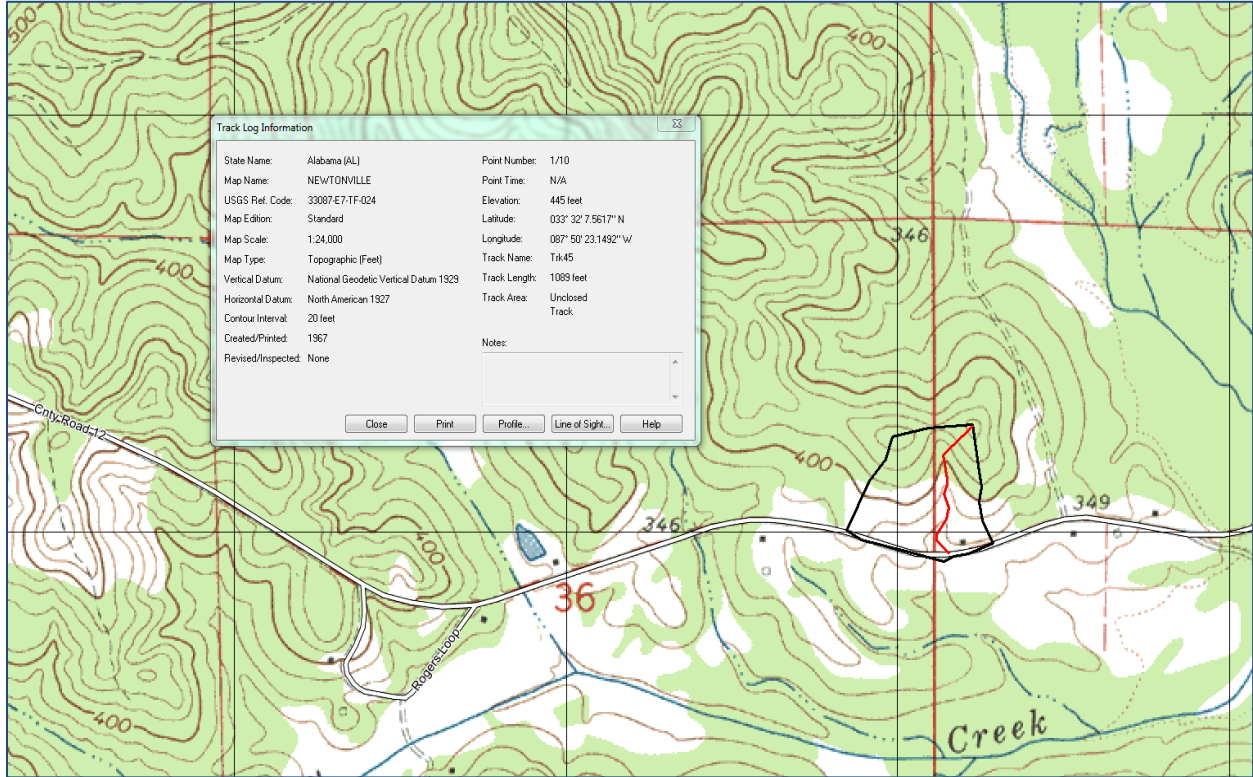 500
400
Track Log Information
State Name: Alabama (AL)
Map Name: NEWTONVILLE
USGS Ref. Code: 33087-E7-TF-024
Map Edition: Standard
Map Scale: 1:24,000
Map Type: Topographic (Feet)
Vertical Datum: National Geodetic Vertical Datum 1929
Horizontal Datum: North American 1927
Contour Interval: 20 feet
Created/Printed: 1967
Revised/Inspected: None
Point Number: 1/10
Point Time: N/A
Elevation: 445 feet
Latitude: 033° 32' 7.5617" N
Longitude: 087° 50' 23.1492" W
Track Name: Trk45
Track Length: 1089 feet
Track Area: Unclosed
Track
Notes:
Close Print Profile... Line of Sight... Help
346
400
Cnty Road 12
400
349
346
400
36
Rogers Loop
400
Creek